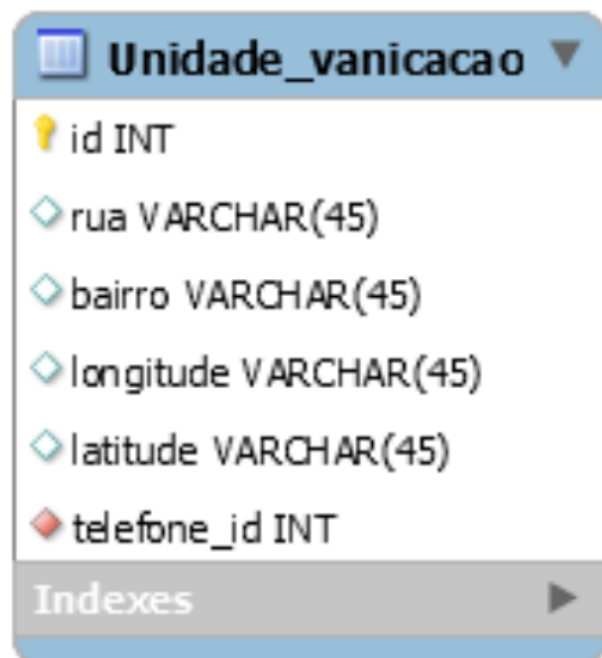 Unidade_vanicacao
id INT
rua VARCHAR(45)
bairro VARCHAR(45)
longitude VARCHAR(45)
latitude VARCHAR(45)
telefone_id INT
Indexes